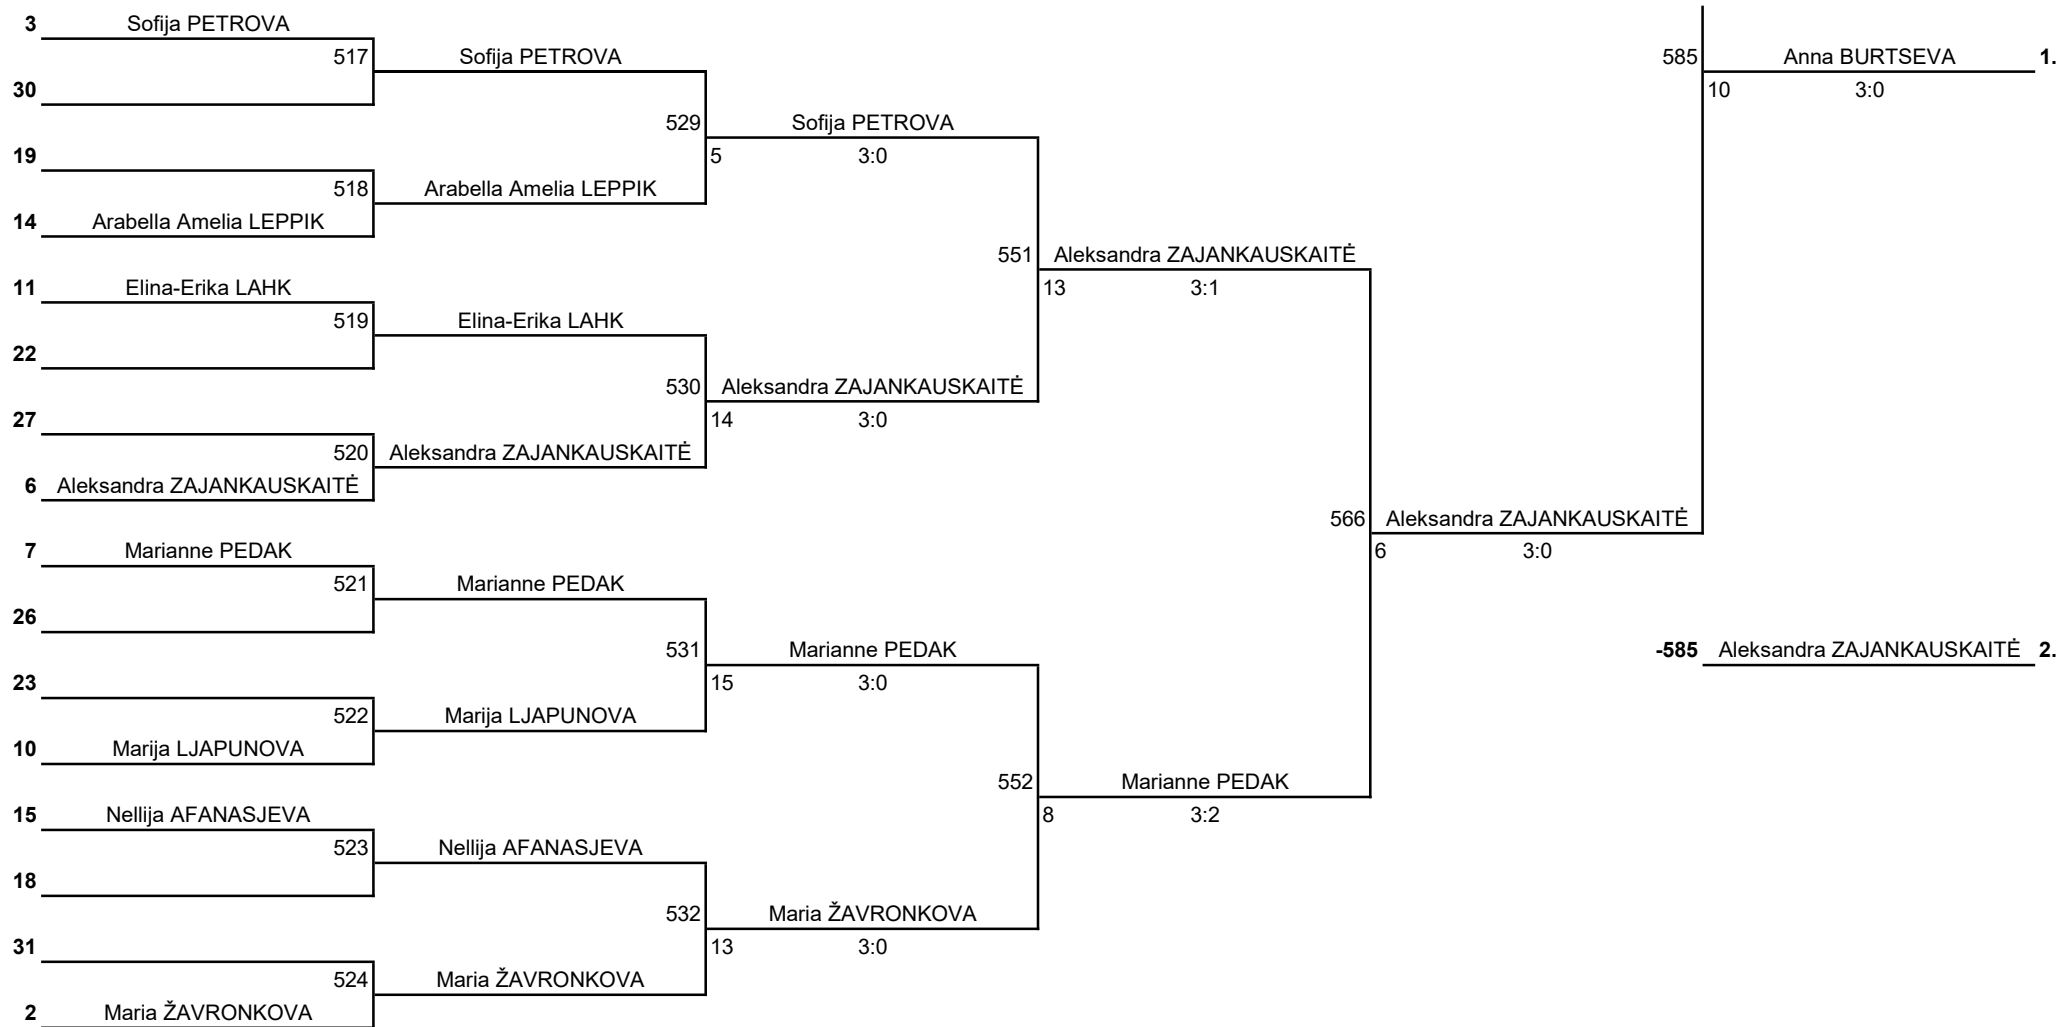 3 Sofija PETROVA
517 Sofija PETROVA 585 Anna BURTSEVA 1.
30 10 3:0
529 Sofija PETROVA
19 5 3:0
518 Arabella Amelia LEPPIK
14 Arabella Amelia LEPPIK
551 Aleksandra ZAJANKAUSKAITĖ
11 Elina-Erika LAHK 13 3:1
519 Elina-Erika LAHK
22
530 Aleksandra ZAJANKAUSKAITĖ
27 14 3:0
520 Aleksandra ZAJANKAUSKAITĖ
6 Aleksandra ZAJANKAUSKAITĖ
566 Aleksandra ZAJANKAUSKAITĖ
7 Marianne PEDAK 6 3:0
521 Marianne PEDAK
26
531 Marianne PEDAK -585 Aleksandra ZAJANKAUSKAITĖ 2.
23 15 3:0
522 Marija LJAPUNOVA
10 Marija LJAPUNOVA
552 Marianne PEDAK
15 Nellija AFANASJEVA 8 3:2
523 Nellija AFANASJEVA
18
532 Maria ŽAVRONKOVA
31 13 3:0
524 Maria ŽAVRONKOVA
2 Maria ŽAVRONKOVA